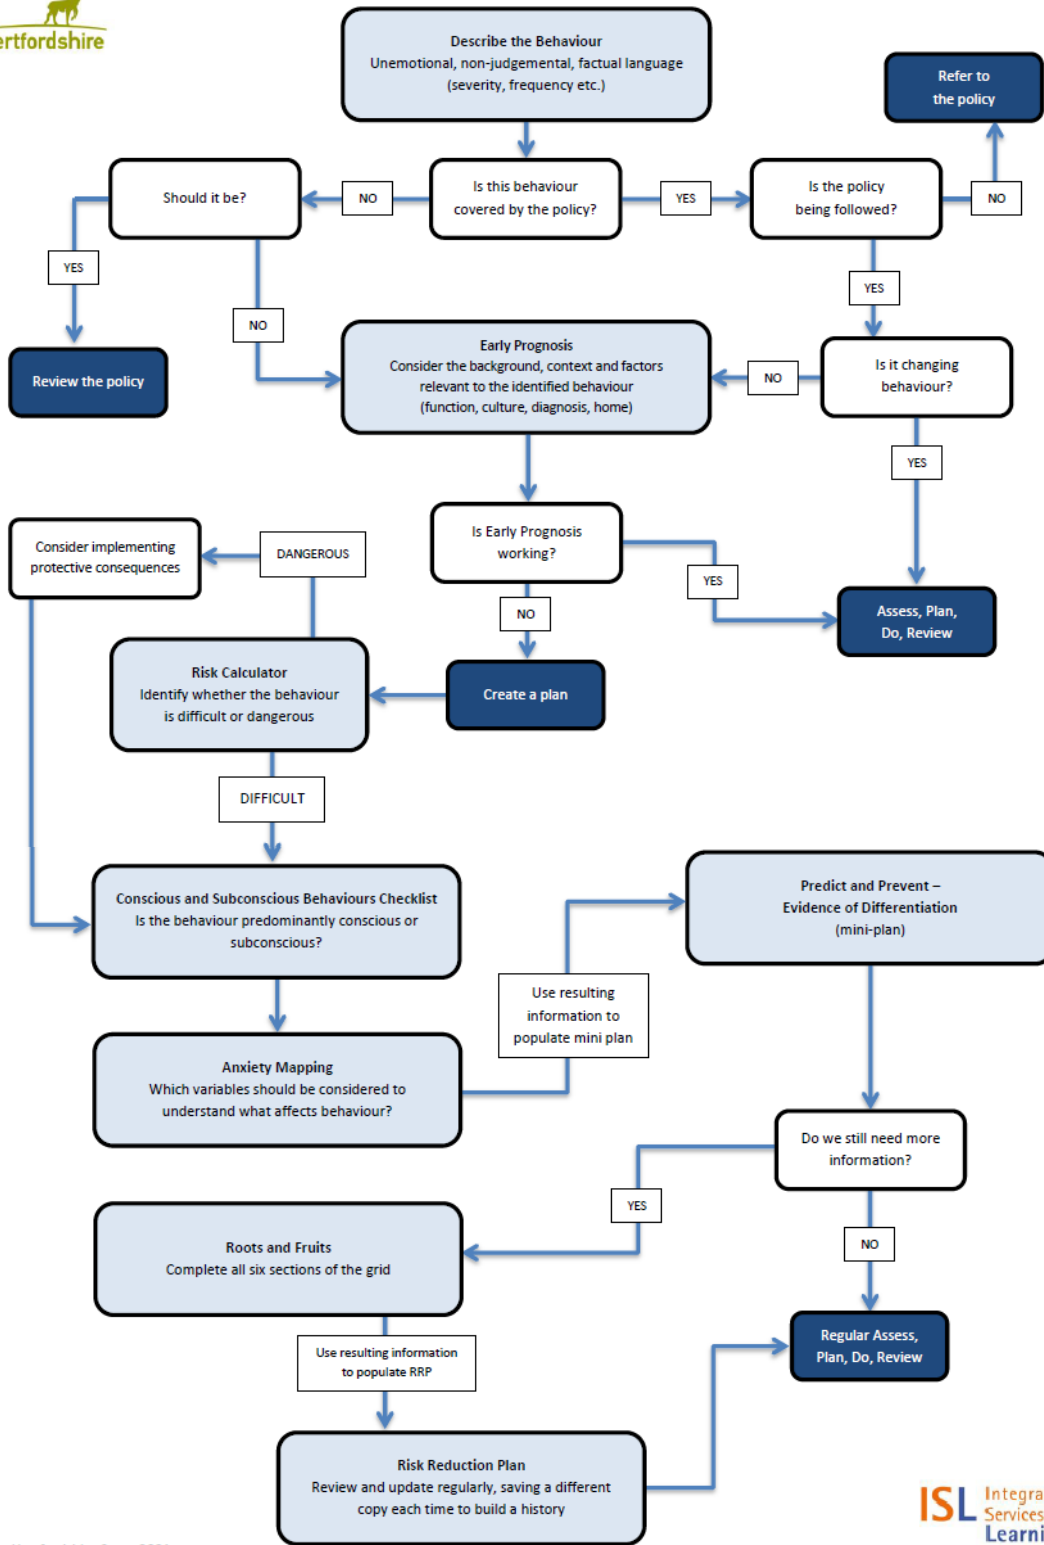 ertfordshire
Describe the Behaviour
Unemotional, non-judgemental, factual language
(severity, frequency etc.)
Refer to
the policy
Should it be?
NO
Is this behaviour
covered by the policy?
YES
Is the policy
being followed?
NO
YES
YES
NO
Review the policy
Early Prognosis
Consider the background, context and factors
relevant to the identified behaviour
(function, culture, diagnosis, home)
NO
Is it changing
behaviour?
YES
Consider implementing
protective consequences
DANGEROUS
Is Early Prognosis
working?
YES
NO
Assess, Plan,
Do, Review
Risk Calculator
Identify whether the behaviour
is difficult or dangerous
Create a plan
DIFFICULT
Conscious and Subconscious Behaviours Checklist
Is the behaviour predominantly conscious or
subconscious?
Predict and Prevent –
Evidence of Differentiation
(mini-plan)
Use resulting
information to
populate mini plan
Anxiety Mapping
Which variables should be considered to
understand what affects behaviour?
Do we still need more
information?
YES
NO
Roots and Fruits
Complete all six sections of the grid
Use resulting information
to populate RRP
Regular Assess,
Plan, Do, Review
Risk Reduction Plan
Review and update regularly, saving a different
copy each time to build a history
ISL
Integra
Services
Learni